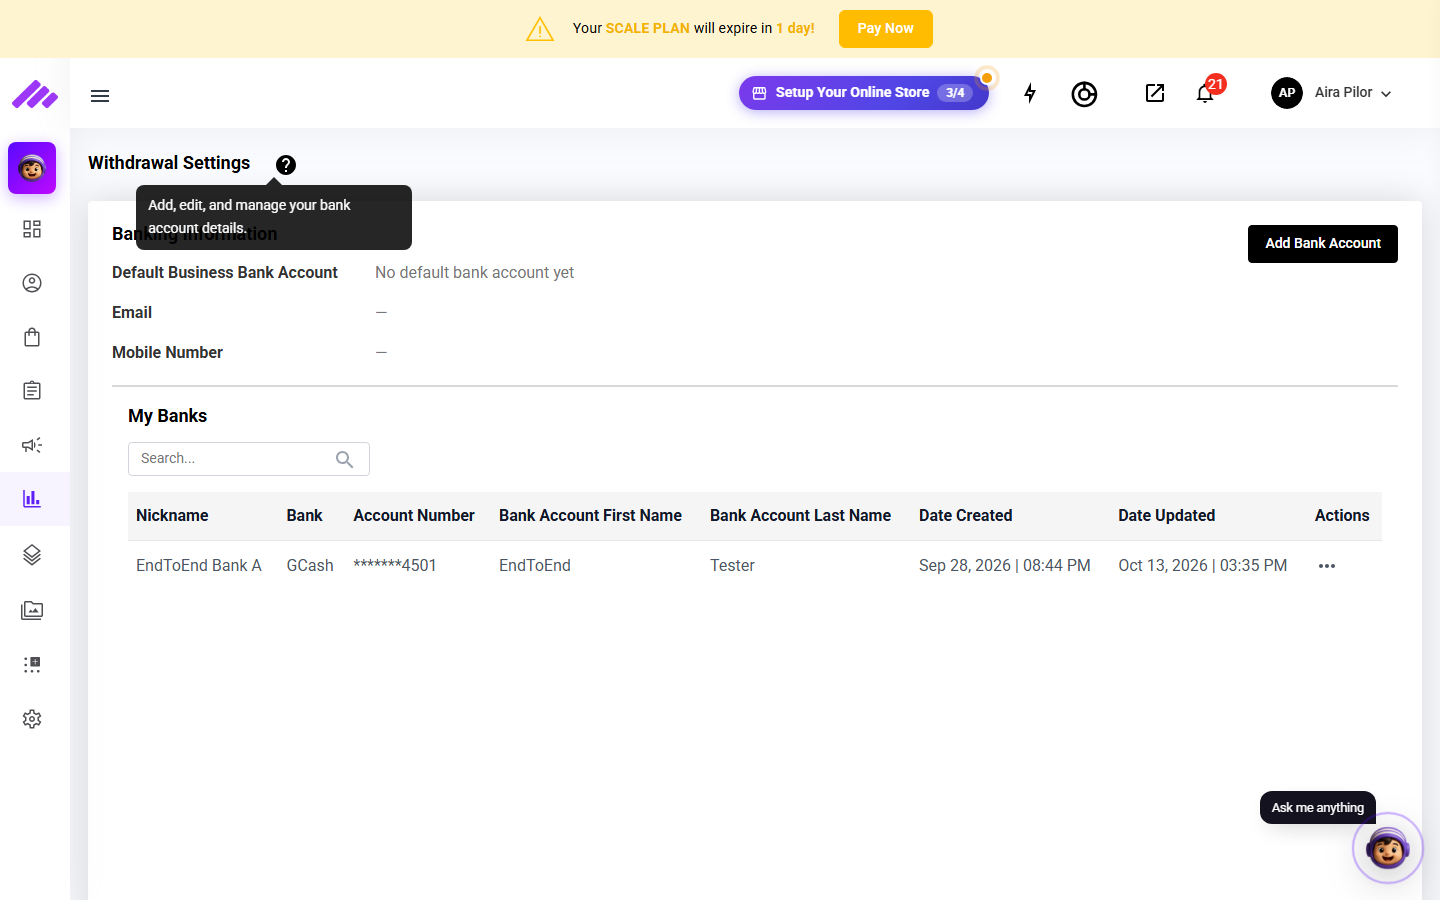 Your SCALE PLAN will expire in 1 day!
Pay Now
Setup Your Online Store 3/4
21
AP
Aira Pilor
Withdrawal Settings
?
Add, edit, and manage your bank
account details.
Banking Information
Add Bank Account
Default Business Bank Account No default bank account yet
Email —
Mobile Number —
My Banks
Search...
Nickname Bank Account Number Bank Account First Name Bank Account Last Name Date Created Date Updated Actions
EndToEnd Bank A GCash *******4501 EndToEnd Tester Sep 28, 2026 | 08:44 PM Oct 13, 2026 | 03:35 PM •••
Ask me anything